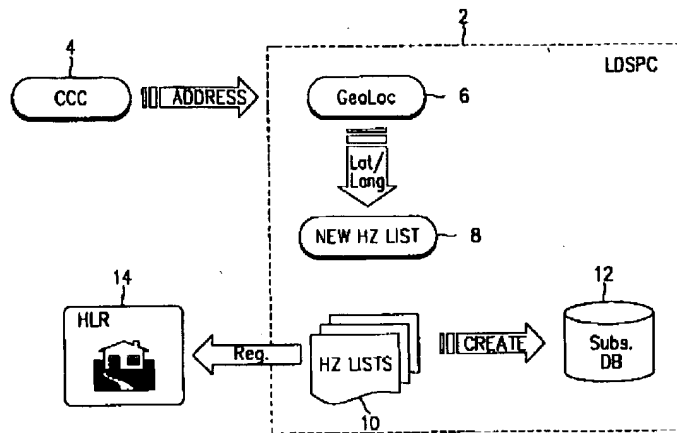 2
LDSPC
4
CCC
ADDRESS
GeoLoc
6
Lat/
Long
NEW HZ LIST
8
14
HLR
Reg.
HZ LISTS
10
CREATE
12
Subs.
DB